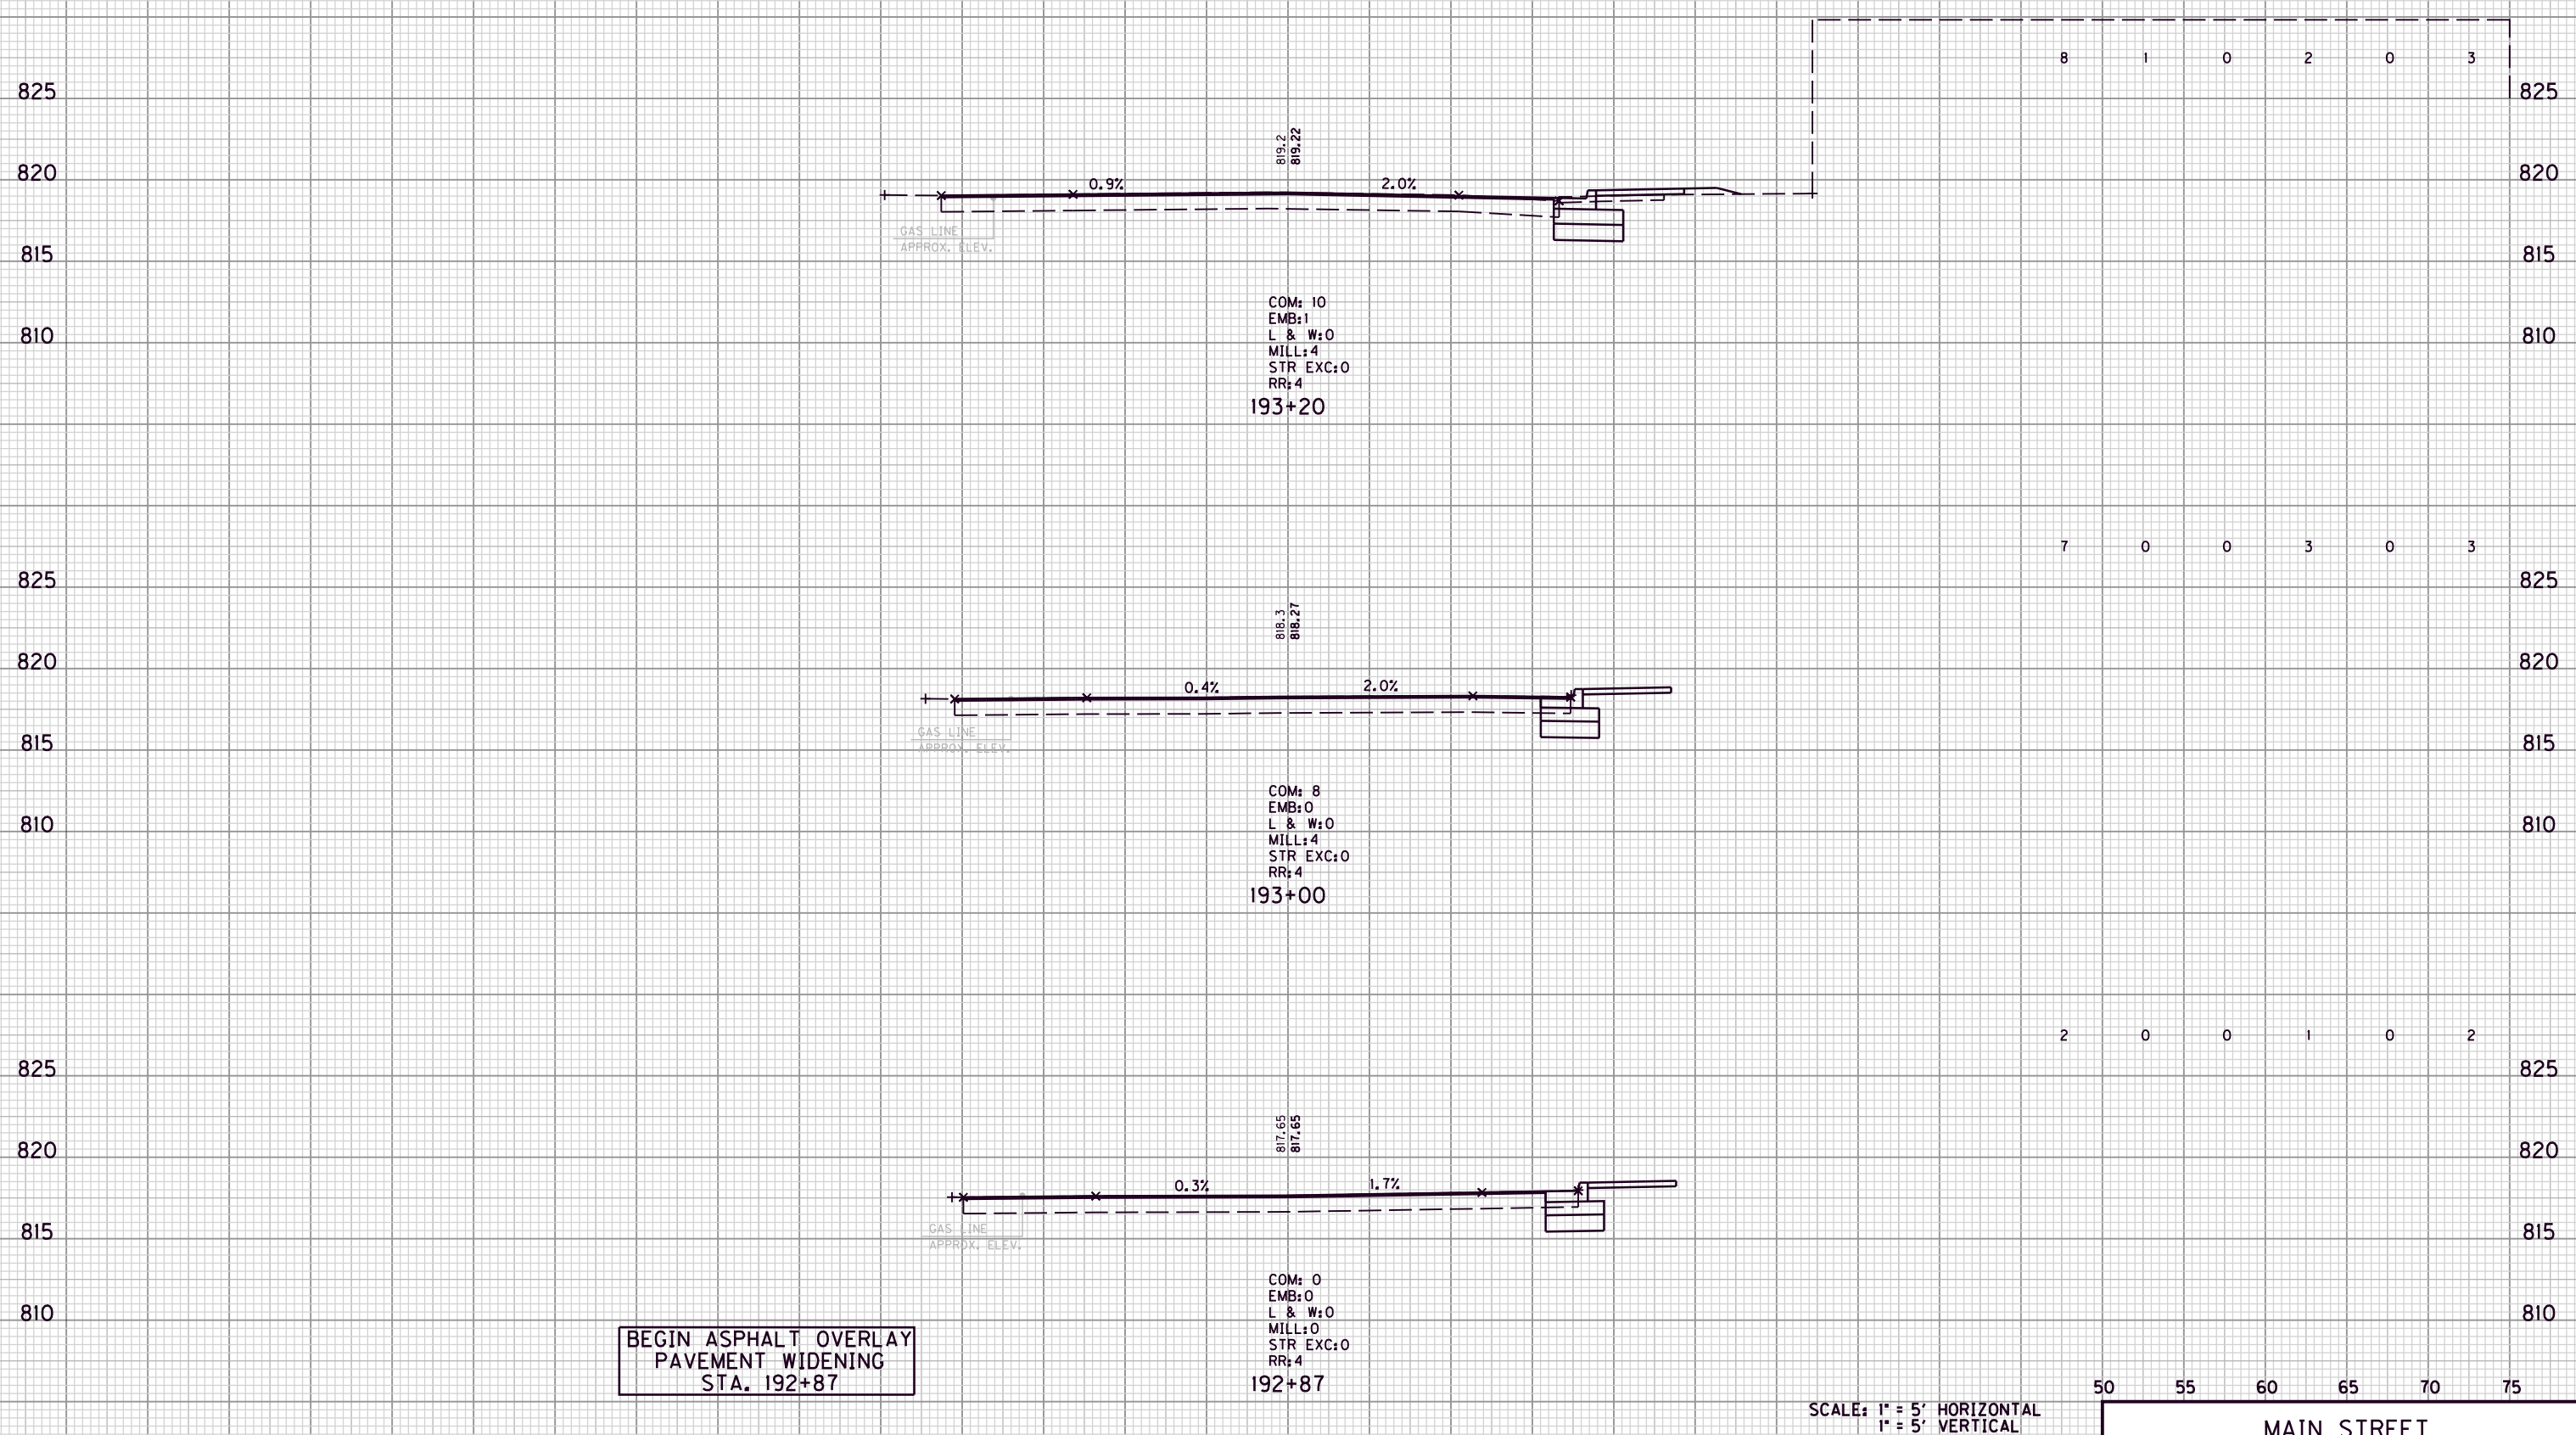 8 1 0 2 0 3
825 825
819.2
819.22
820 0.9% 2.0% 820
GAS LINE
APPROX. ELEV.
815 815
COM: 10
EMB:1
L & W:0
MILL:4
STR EXC:0
RR:4
810 810
193+20
7 0 0 3 0 3
825 825
818.3
818.27
820 820
0.4% 2.0%
GAS LINE
APPROX. ELEV.
815 815
COM: 8
EMB:0
L & W:0
MILL:4
STR EXC:0
RR:4
810 810
193+00
2 0 0 1 0 2
825 825
817.65
817.65
820 820
0.3% 1.7%
GAS LINE
APPROX. ELEV.
815 815
COM: 0
EMB:0
L & W:0
MILL:0
STR EXC:0
RR:4
810 810
192+87
BEGIN ASPHALT OVERLAY
PAVEMENT WIDENING
STA. 192+87
50 55 60 65 70 75
SCALE: 1" = 5' HORIZONTAL
1" = 5' VERTICAL
MAIN STREET